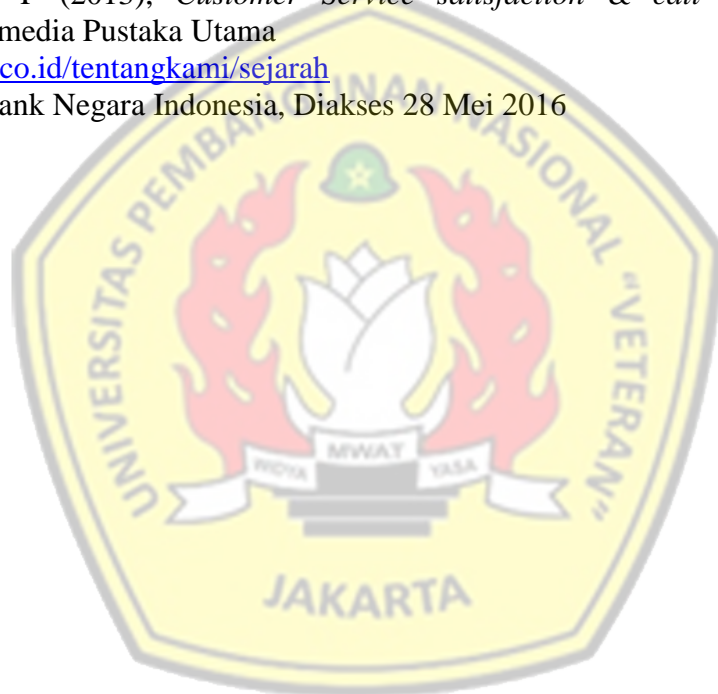 P (2013), Customer Service satisfaction & call
media Pustaka Utama
co.id/tentangkami/sejarah
ank Negara Indonesia, Diakses 28 Mei 2016
UNIVERSITAS PEMBANGUNAN NASIONAL "VETERAN"
WIDYA MWAT YASA
JAKARTA